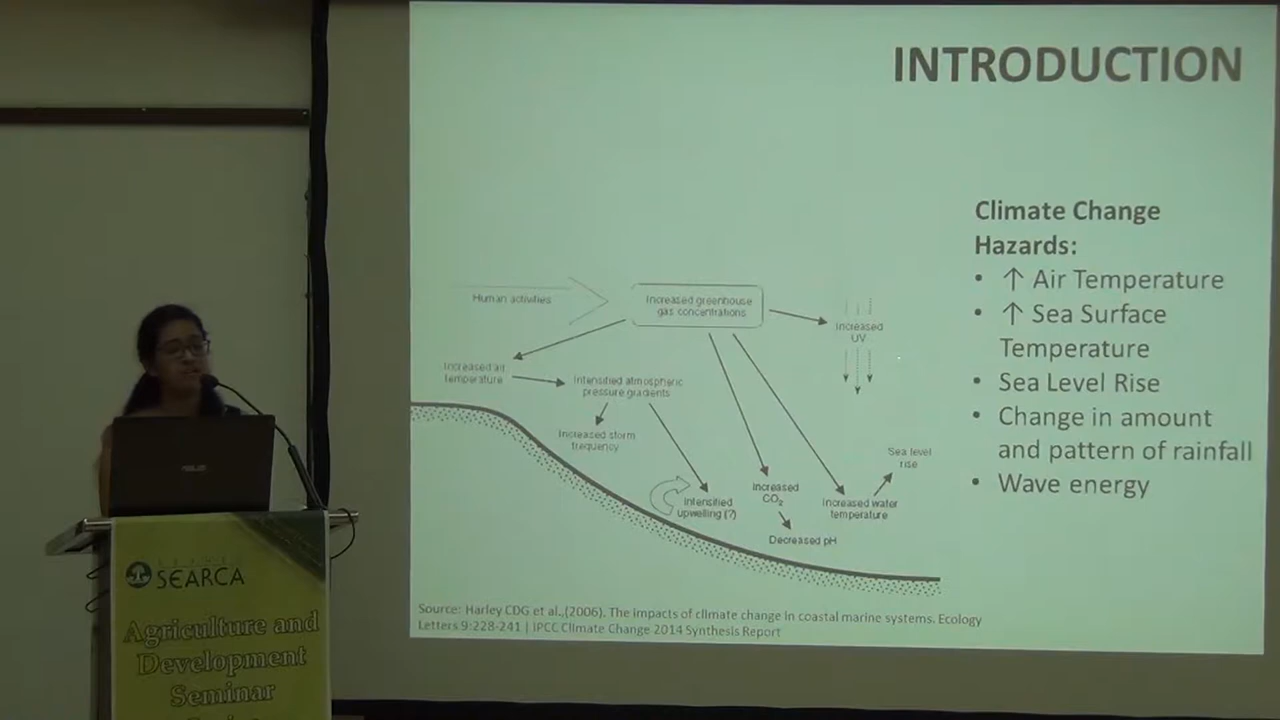 INTRODUCTION
Climate Change
Hazards:
• ↑ Air Temperature
• ↑ Sea Surface
Temperature
• Sea Level Rise
• Change in amount
and pattern of rainfall
• Wave energy
Human activities
Increased greenhouse
gas concentrations
Increased
UV
Increased air
temperature
Intensified atmospheric
pressure gradients
Increased storm
frequency
Sea level
rise
Intensified
upwelling (?)
Increased
CO2
Increased water
temperature
Decreased pH
Source: Harley CDG et al.,(2006). The impacts of climate change in coastal marine systems. Ecology
Letters 9:228-241 | IPCC Climate Change 2014 Synthesis Report
ASUS
SEARCA
Agriculture and
Development
Seminar